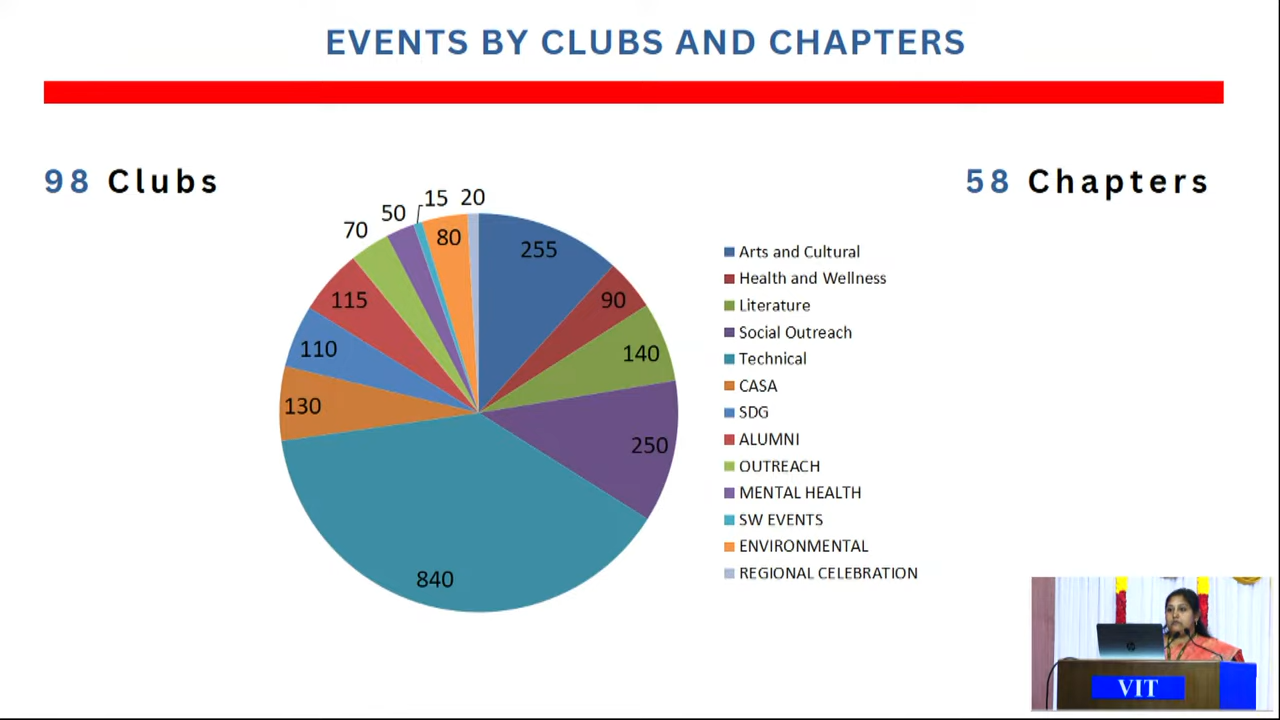 EVENTS BY CLUBS AND CHAPTERS
98 Clubs
58 Chapters
15 20
50
70
80
255
115
90
110
140
130
250
840
Arts and Cultural
Health and Wellness
Literature
Social Outreach
Technical
CASA
SDG
ALUMNI
OUTREACH
MENTAL HEALTH
SW EVENTS
ENVIRONMENTAL
REGIONAL CELEBRATION
VIT